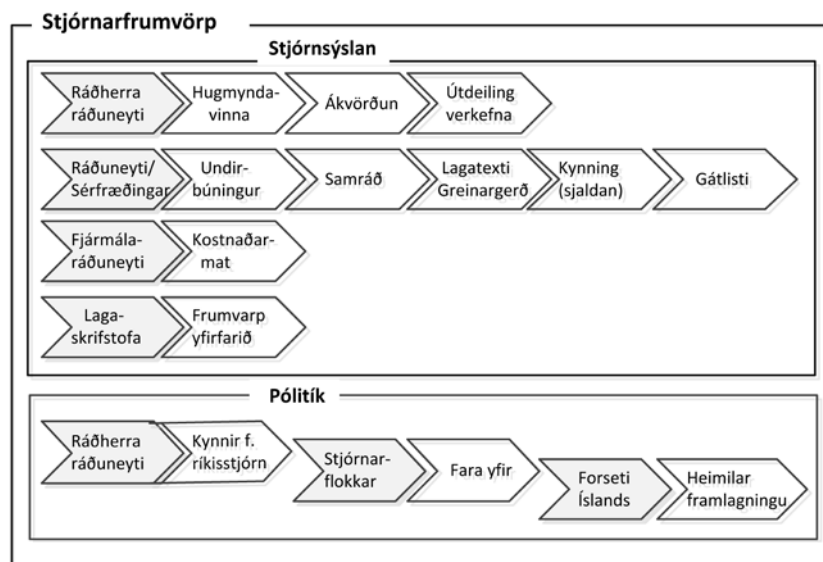 Stjórnarfrumvörp
Stjórnsýslan
Ráðherra
ráðuneyti
Hugmynda-
vinna
Ákvörðun
Útdeiling
verkefna
Ráðuneyti/
Sérfræðingar
Undir-
búningur
Samráð
Lagatexti
Greinargerð
Kynning
(sjaldan)
Gátlisti
Fjármála-
ráðuneyti
Kostnaðar-
mat
Laga-
skrifstofa
Frumvarp
yfirfarið
Pólitík
Ráðherra
ráðuneyti
Kynnir f.
ríkisstjórn
Stjórnar-
flokkar
Fara yfir
Forseti
Íslands
Heimilar
framlagningu